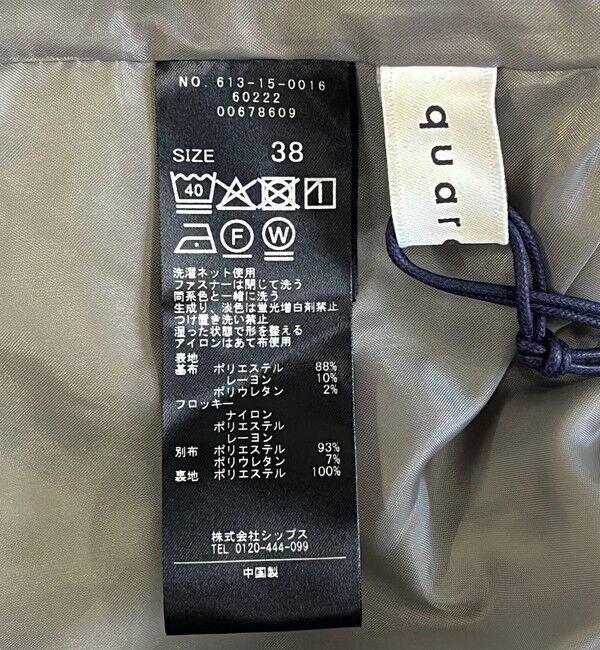 NO. 613-15-0016
60222
00678609
SIZE 38
40
F W
洗濯ネット使用
ファスナーは閉じて洗う
同系色と一緒に洗う
生成り、淡色は蛍光増白剤禁止
つけ置き洗い禁止
湿った状態で形を整える
アイロンはあて布使用
表地
基布 ポリエステル 88%
レーヨン 10%
ポリウレタン 2%
フロッキー
ナイロン
ポリエステル
レーヨン
別布 ポリエステル 93%
ポリウレタン 7%
裏地 ポリエステル 100%
株式会社シップス
TEL 0120-444-099
中国製
quar